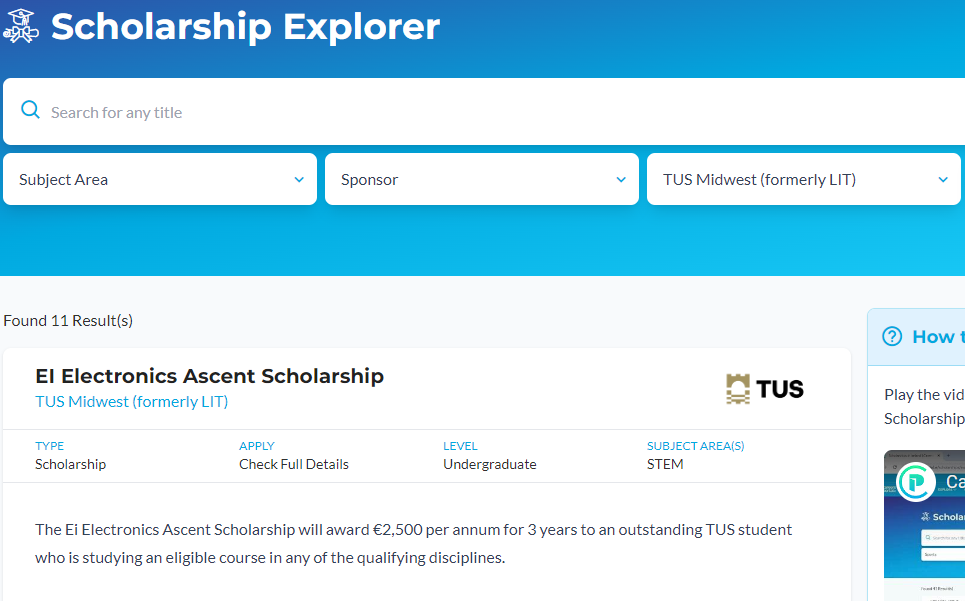 Scholarship Explorer
Search for any title
Subject Area
Sponsor
TUS Midwest (formerly LIT)
Found 11 Result(s)
EI Electronics Ascent Scholarship
TUS Midwest (formerly LIT)
TUS
TYPE
Scholarship
APPLY
Check Full Details
LEVEL
Undergraduate
SUBJECT AREA(S)
STEM
The Ei Electronics Ascent Scholarship will award €2,500 per annum for 3 years to an outstanding TUS student
who is studying an eligible course in any of the qualifying disciplines.
How t
Play the vid
Scholarship
Ca
Schola